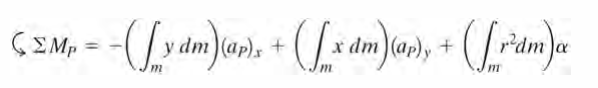 ↶ΣM_P = −(∫_m y dm)(a_P)_x + (∫_m x dm)(a_P)_y + (∫_m r²dm)α